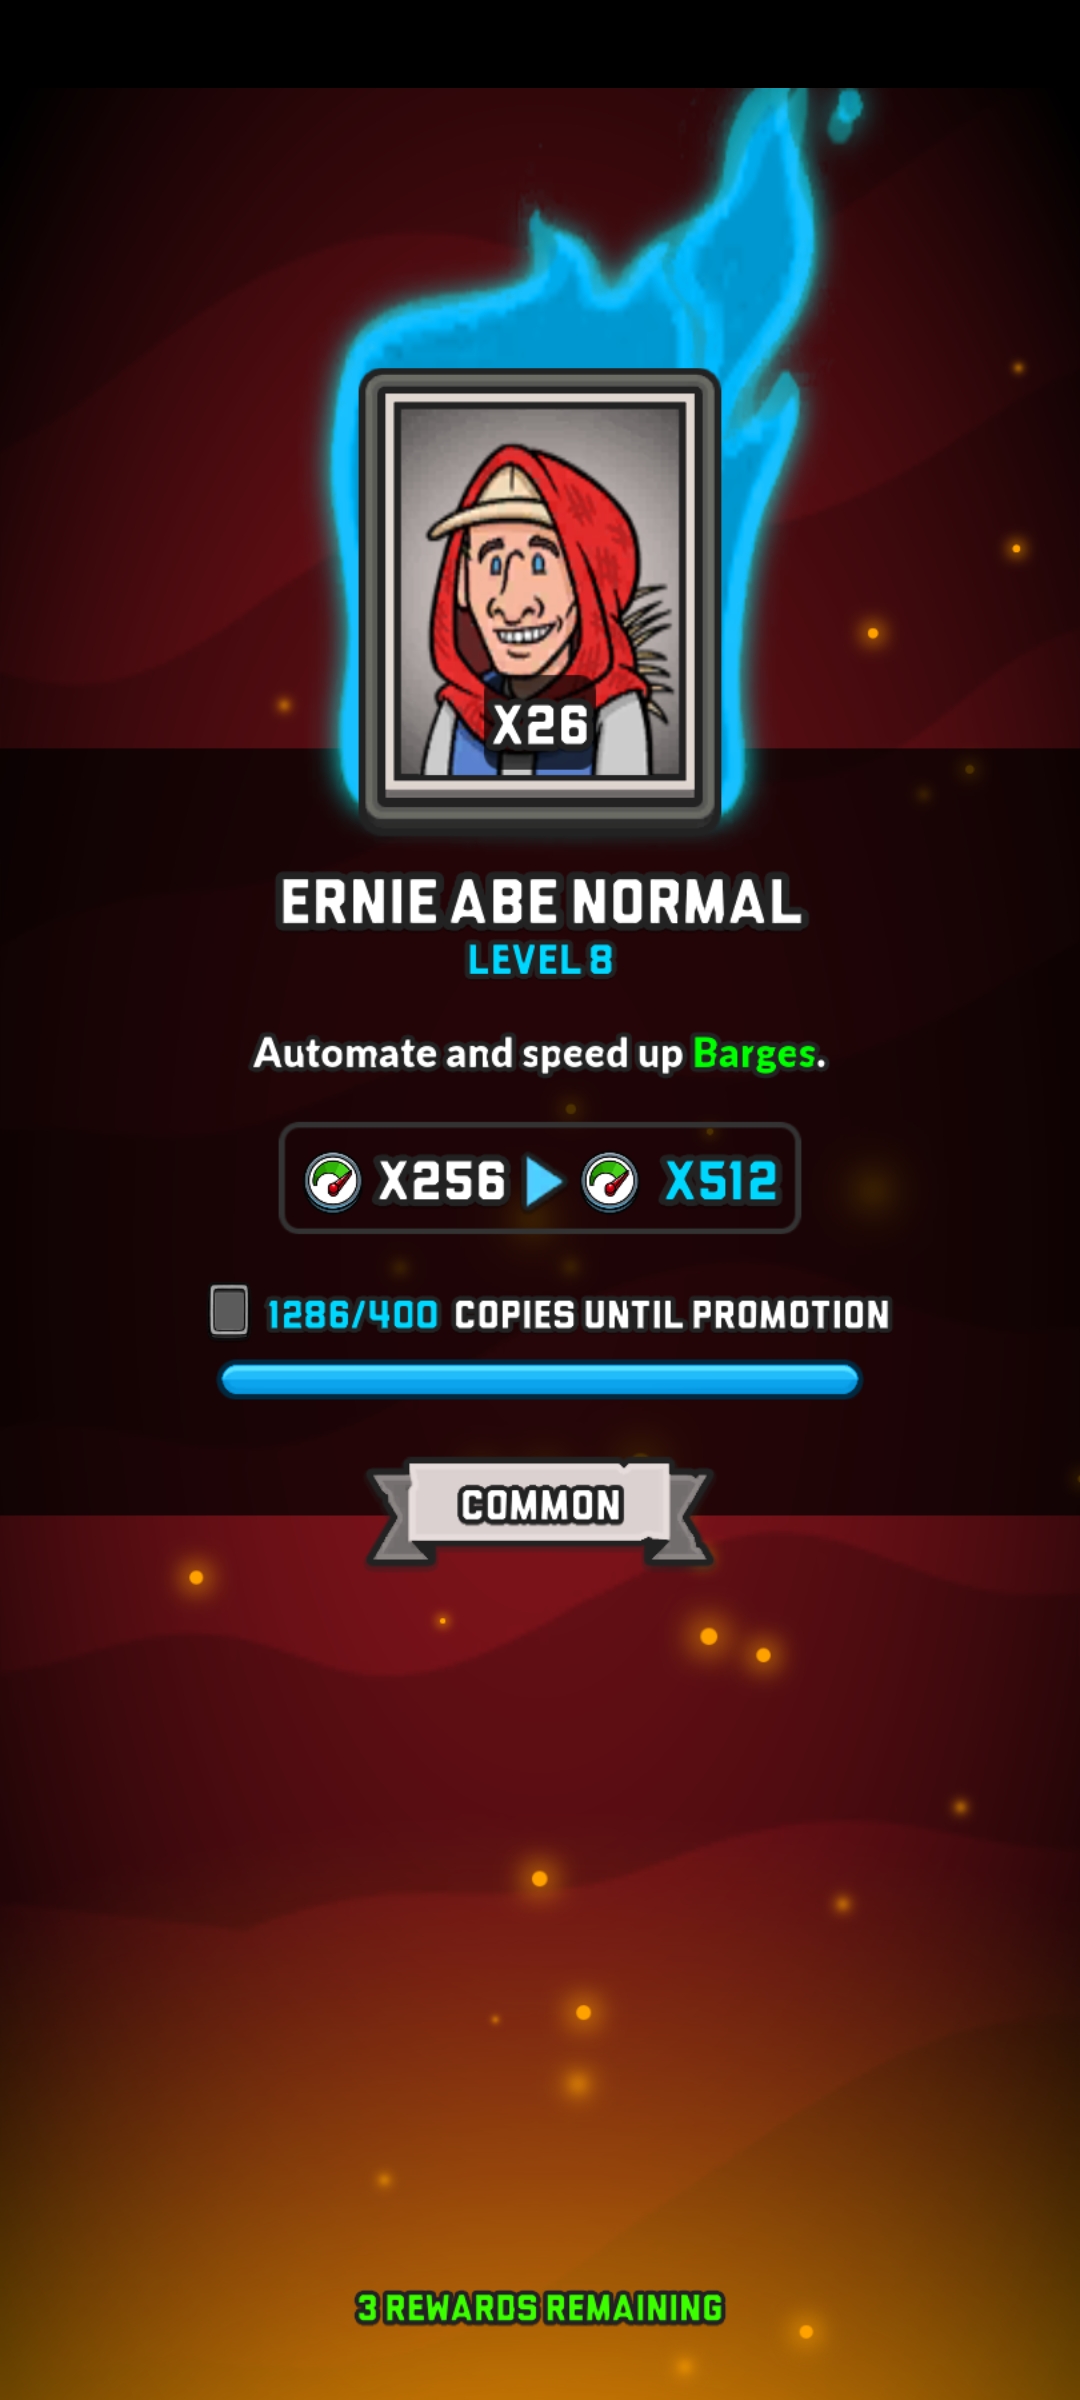 X26
ERNIE ABE NORMAL
LEVEL 8
Automate and speed up Barges.
X256 X512
1286/400 COPIES UNTIL PROMOTION
COMMON
3 REWARDS REMAINING